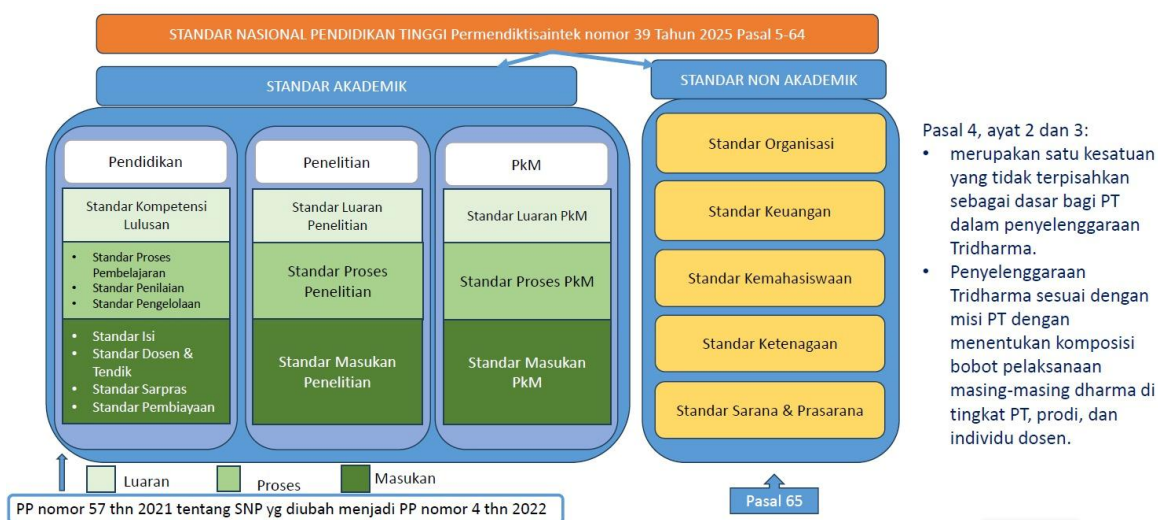 STANDAR NASIONAL PENDIDIKAN TINGGI Permendiktisaintek nomor 39 Tahun 2025 Pasal 5-64
STANDAR AKADEMIK
STANDAR NON AKADEMIK
Pendidikan
Standar Kompetensi
Lulusan
• Standar Proses
Pembelajaran
• Standar Penilaian
• Standar Pengelolaan
• Standar Isi
• Standar Dosen &
Tendik
• Standar Sarpras
• Standar Pembiayaan
Penelitian
Standar Luaran
Penelitian
Standar Proses
Penelitian
Standar Masukan
Penelitian
PkM
Standar Luaran PkM
Standar Proses PkM
Standar Masukan
PkM
Standar Organisasi
Standar Keuangan
Standar Kemahasiswaan
Standar Ketenagaan
Standar Sarana & Prasarana
Pasal 4, ayat 2 dan 3:
• merupakan satu kesatuan
yang tidak terpisahkan
sebagai dasar bagi PT
dalam penyelenggaraan
Tridharma.
• Penyelenggaraan
Tridharma sesuai dengan
misi PT dengan
menentukan komposisi
bobot pelaksanaan
masing-masing dharma di
tingkat PT, prodi, dan
individu dosen.
Luaran
Proses
Masukan
Pasal 65
PP nomor 57 thn 2021 tentang SNP yg diubah menjadi PP nomor 4 thn 2022